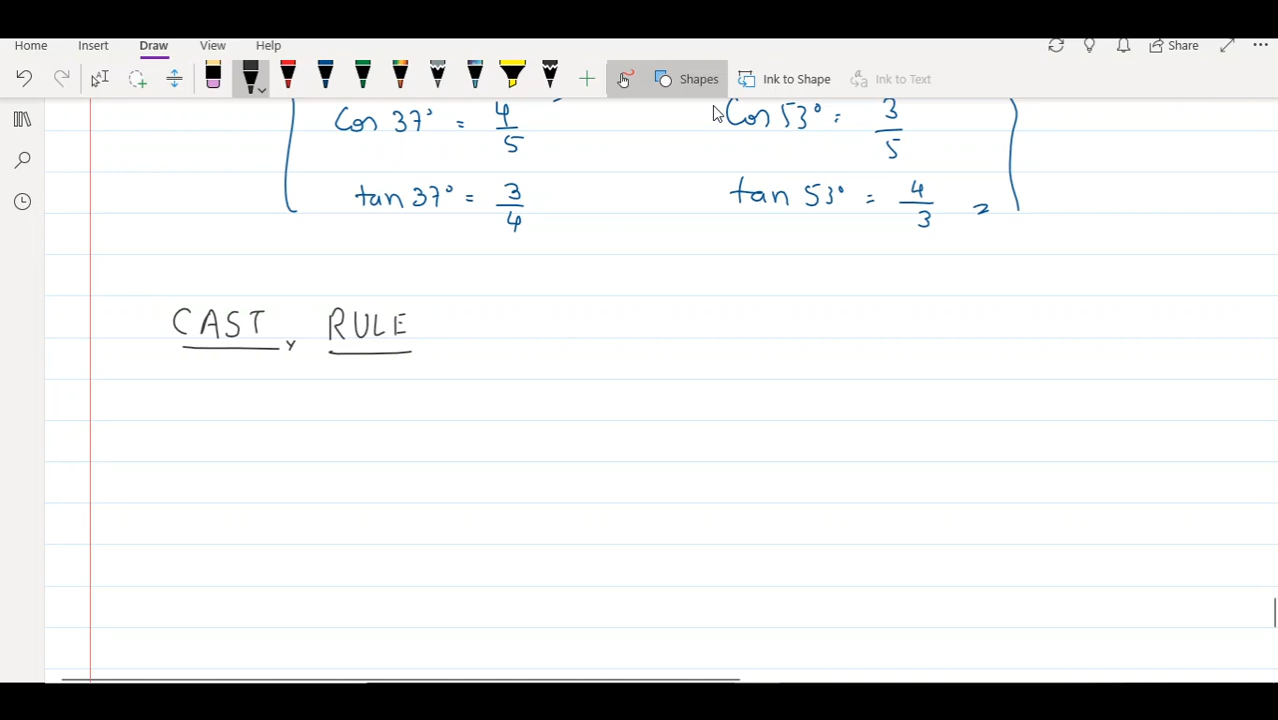 Home Insert Draw View Help Share
Shapes Ink to Shape Ink to Text
Cos 37° = 4/5 Cos 53° = 3/5
tan 37° = 3/4 tan 53° = 4/3
CAST RULE